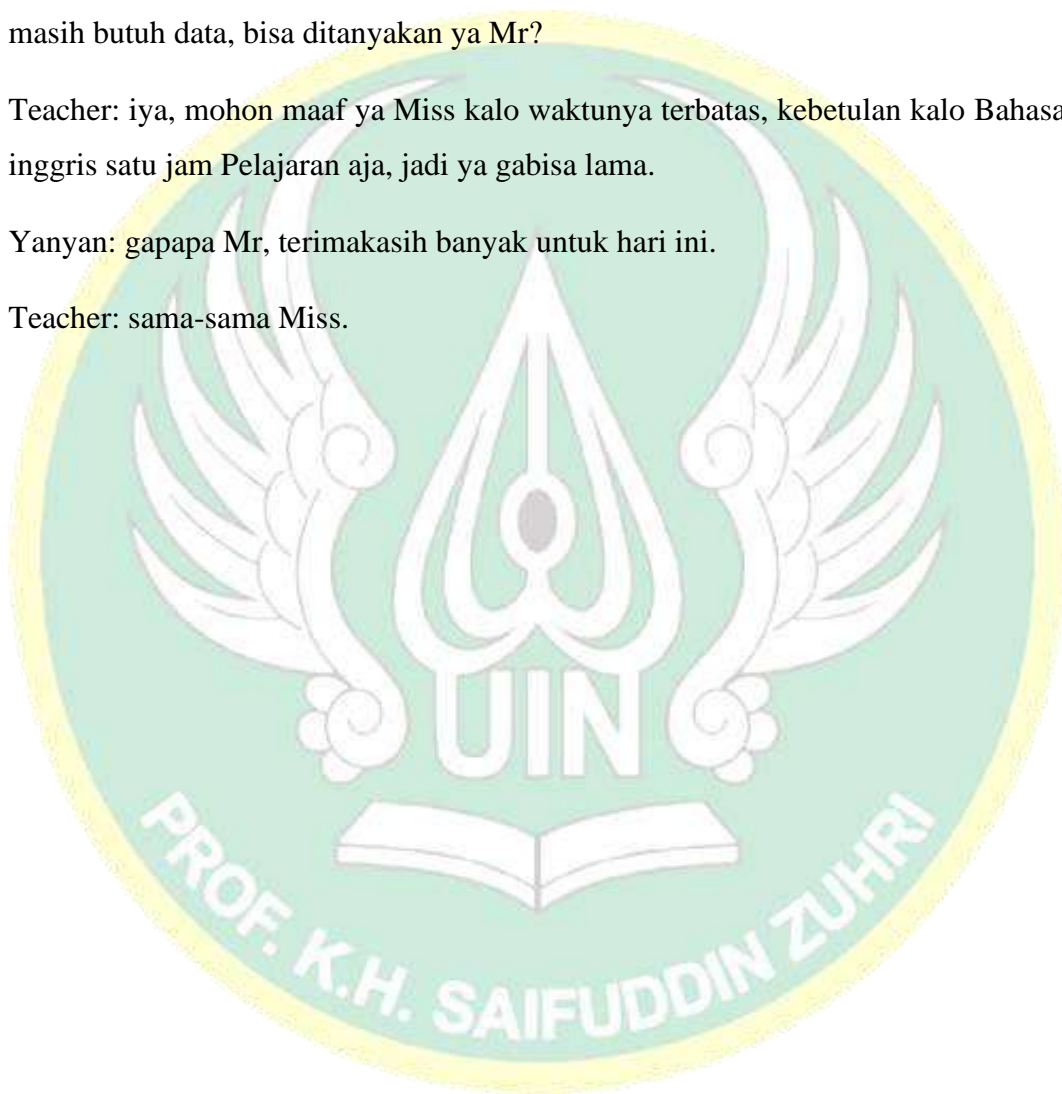 masih butuh data, bisa ditanyakan ya Mr?
Teacher: iya, mohon maaf ya Miss kalo waktunya terbatas, kebetulan kalo Bahasa
inggris satu jam Pelajaran aja, jadi ya gabisa lama.
Yanyan: gapapa Mr, terimakasih banyak untuk hari ini.
Teacher: sama-sama Miss.
UIN
PROF. K.H. SAIFUDDIN ZUHRI